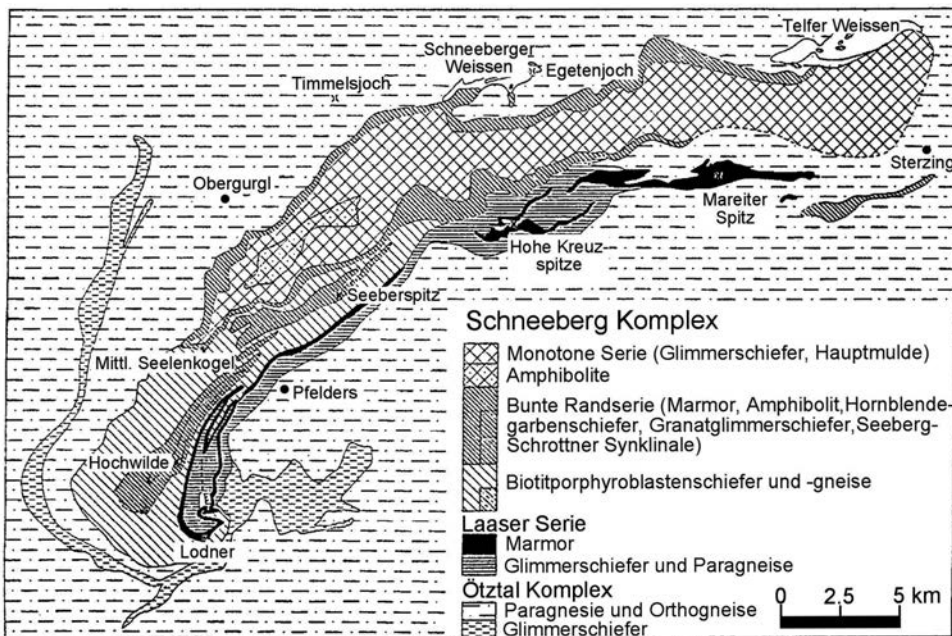 Telfer Weissen
Schneeberger
Weissen
Egetenjoch
Timmelsjoch
Sterzing
Obergurgl
Mareiter
Spitz
Hohe Kreuz-
spitze
Seeberspitz
Mittl. Seelenkogel
Pfelders
Hochwilde
Lodner
Schneeberg Komplex
Monotone Serie (Glimmerschiefer, Hauptmulde)
Amphibolite
Bunte Randserie (Marmor, Amphibolit,Hornblende-
garbenschiefer, Granatglimmerschiefer,Seeberg-
Schrottner Synklinale)
Biotitporphyroblastenschiefer und -gneise
Laaser Serie
Marmor
Glimmerschiefer und Paragneise
Ötztal Komplex
Paragnesie und Orthogneise
Glimmerschiefer
0 2.5 5 km